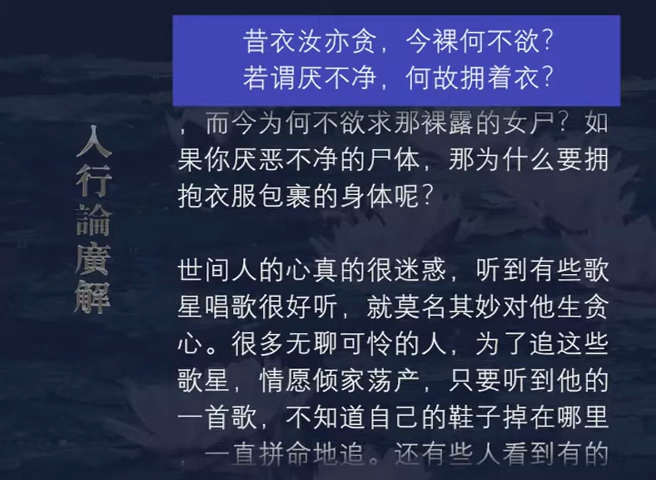 昔衣汝亦贪，今裸何不欲？
若谓厌不净，何故拥着衣？
，而今为何不欲求那裸露的女尸？如
果你厌恶不净的尸体，那为什么要拥
抱衣服包裹的身体呢？
世间人的心真的很迷惑，听到有些歌
星唱歌很好听，就莫名其妙对他生贪
心。很多无聊可怜的人，为了追这些
歌星，情愿倾家荡产，只要听到他的
一首歌，不知道自己的鞋子掉在哪里
，一直拼命地追。还有些人看到有的
入行論廣解